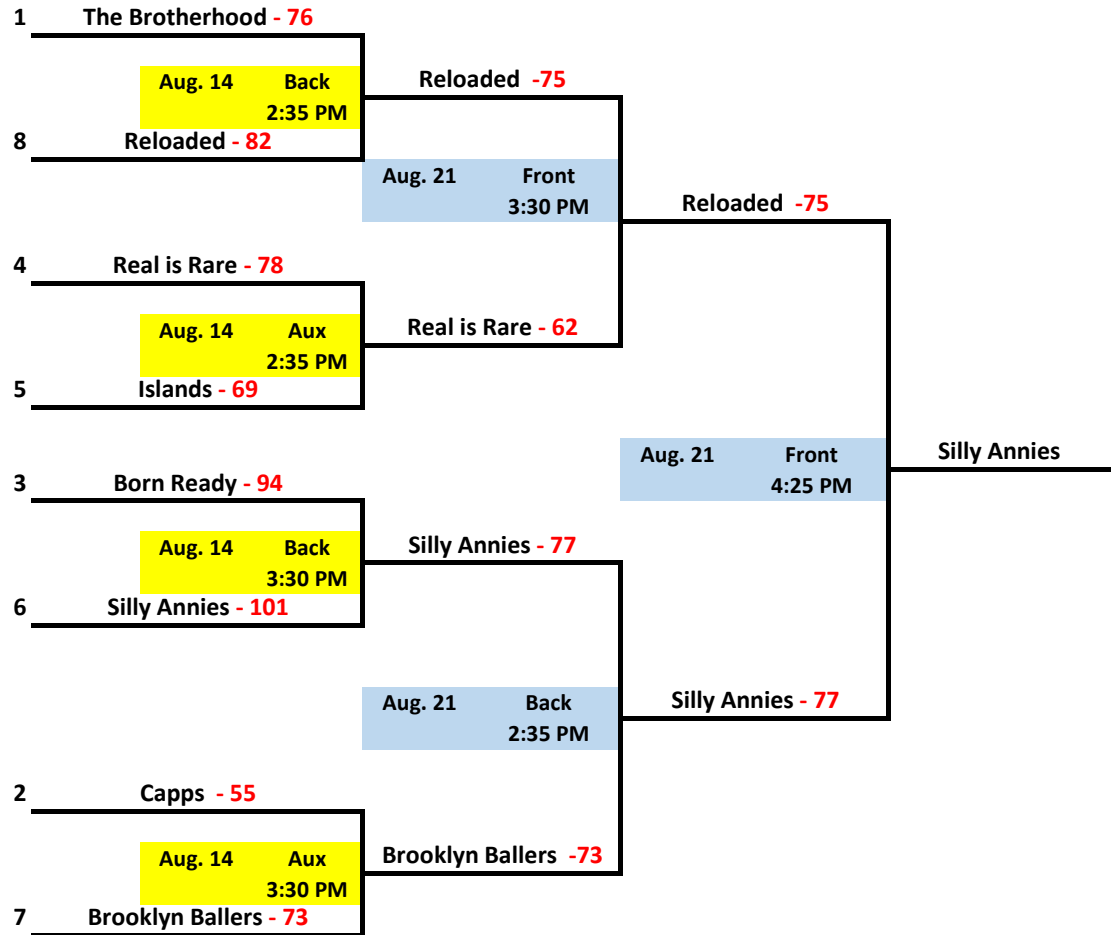 1 The Brotherhood - 76
Aug. 14 Back
2:35 PM
8 Reloaded - 82
Reloaded -75
Aug. 21 Front
3:30 PM
4 Real is Rare - 78
Aug. 14 Aux
2:35 PM
5 Islands - 69
Real is Rare - 62
Reloaded -75
3 Born Ready - 94
Aug. 14 Back
3:30 PM
6 Silly Annies - 101
Silly Annies - 77
Aug. 21 Front
4:25 PM
Silly Annies
Aug. 21 Back
2:35 PM
Silly Annies - 77
2 Capps - 55
Aug. 14 Aux
3:30 PM
7 Brooklyn Ballers - 73
Brooklyn Ballers -73